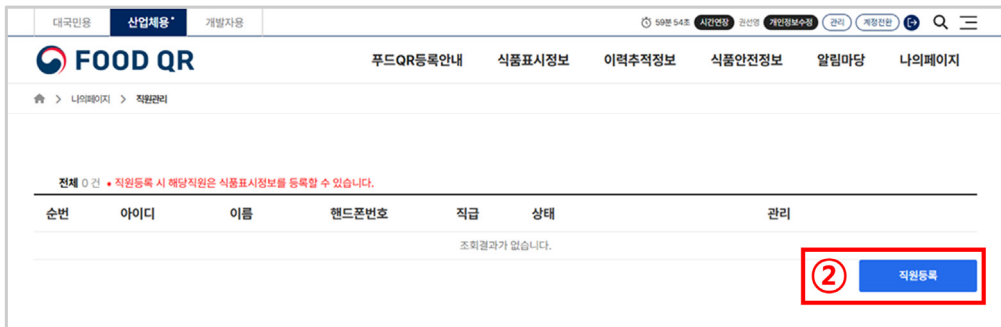 대국민용 산업체용 개발자용 59분 54초 시간연장 권선영 개인정보수정 관리 계정전환
FOOD QR 푸드QR등록안내 식품표시정보 이력추적정보 식품안전정보 알림마당 나의페이지
> 나의페이지 > 직원관리
전체 0 건 • 직원등록 시 해당직원은 식품표시정보를 등록할 수 있습니다.
순번 아이디 이름 핸드폰번호 직급 상태 관리
조회결과가 없습니다.
② 직원등록